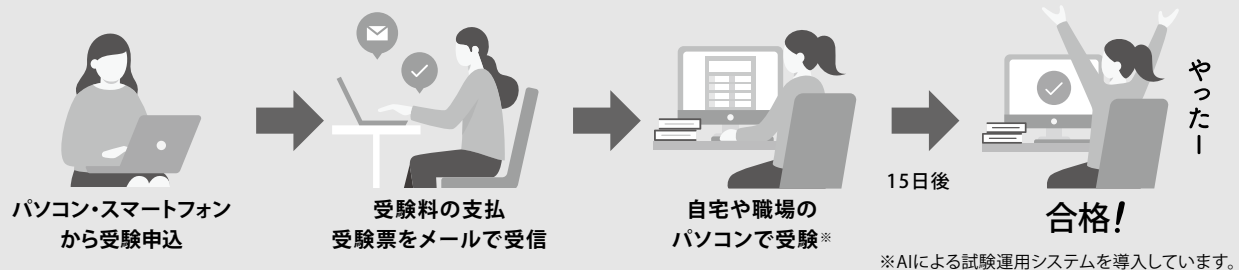 パソコン・スマートフォン
から受験申込
受験料の支払
受験票をメールで受信
自宅や職場の
パソコンで受験※
15日後
やったー
合格!
※AIによる試験運用システムを導入しています。